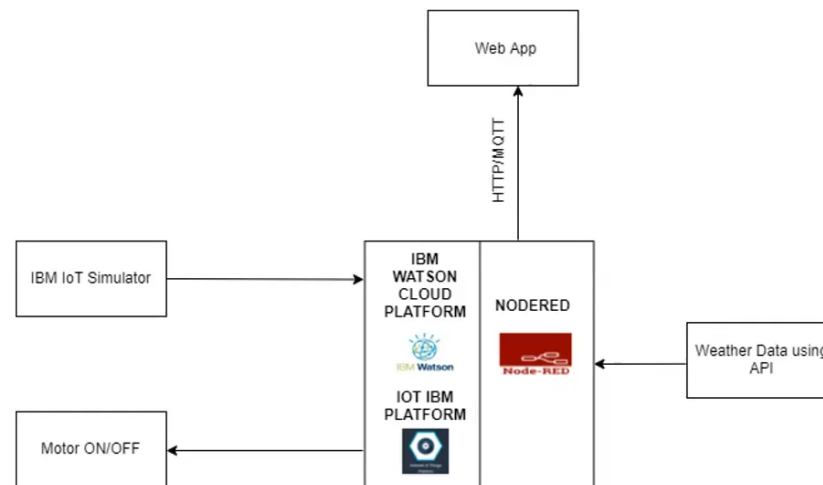 Web App
HTTP/MQTT
IBM IoT Simulator
IBM
WATSON
CLOUD
PLATFORM
IBM Watson
IOT IBM
PLATFORM
NODERED
Node-RED
Weather Data using
API
Motor ON/OFF